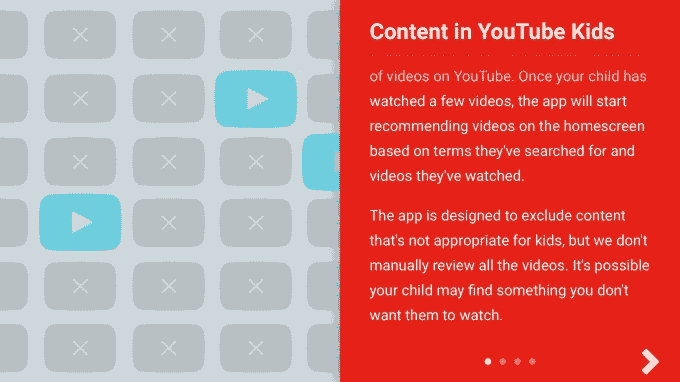 Content in YouTube Kids
of videos on YouTube. Once your child has
watched a few videos, the app will start
recommending videos on the homescreen
based on terms they've searched for and
videos they've watched.
The app is designed to exclude content
that's not appropriate for kids, but we don't
manually review all the videos. It's possible
your child may find something you don't
want them to watch.